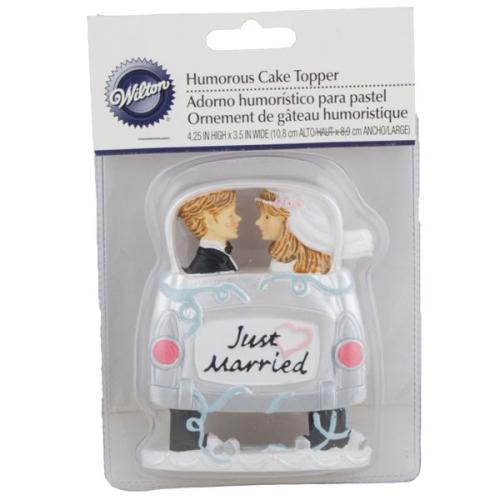 Wilton
Humorous Cake Topper
Adorno humorístico para pastel
Ornement de gâteau humoristique
4.25 IN HIGH x 3.5 IN WIDE (10,8 cm ALTO/HAUT x 8,9 cm ANCHO/LARGE)
Just
Married